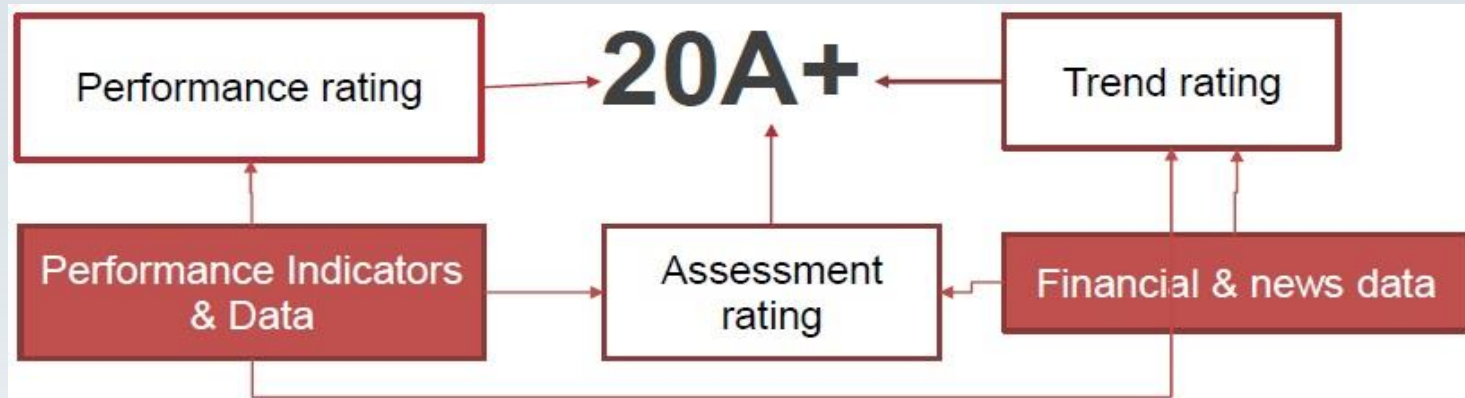 Performance rating
20A+
Trend rating
Performance Indicators
& Data
Assessment
rating
Financial & news data